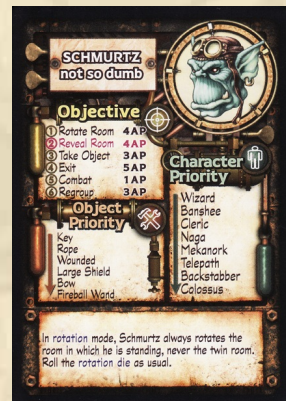 SCHMURTZ
not so dumb
Objective
1 Rotate Room 4AP
2 Reveal Room 4AP
3 Take Object 3AP
4 Exit 5AP
5 Combat 1AP
6 Regroup 3AP
Character
Priority
Wizard
Banshee
Cleric
Naga
Mekanork
Telepath
Backstabber
Colossus
Object
Priority
Key
Rope
Wounded
Large Shield
Bow
Fireball Wand
In rotation mode, Schmurtz always rotates the
room in which he is standing, never the twin room.
Roll the rotation die as usual.